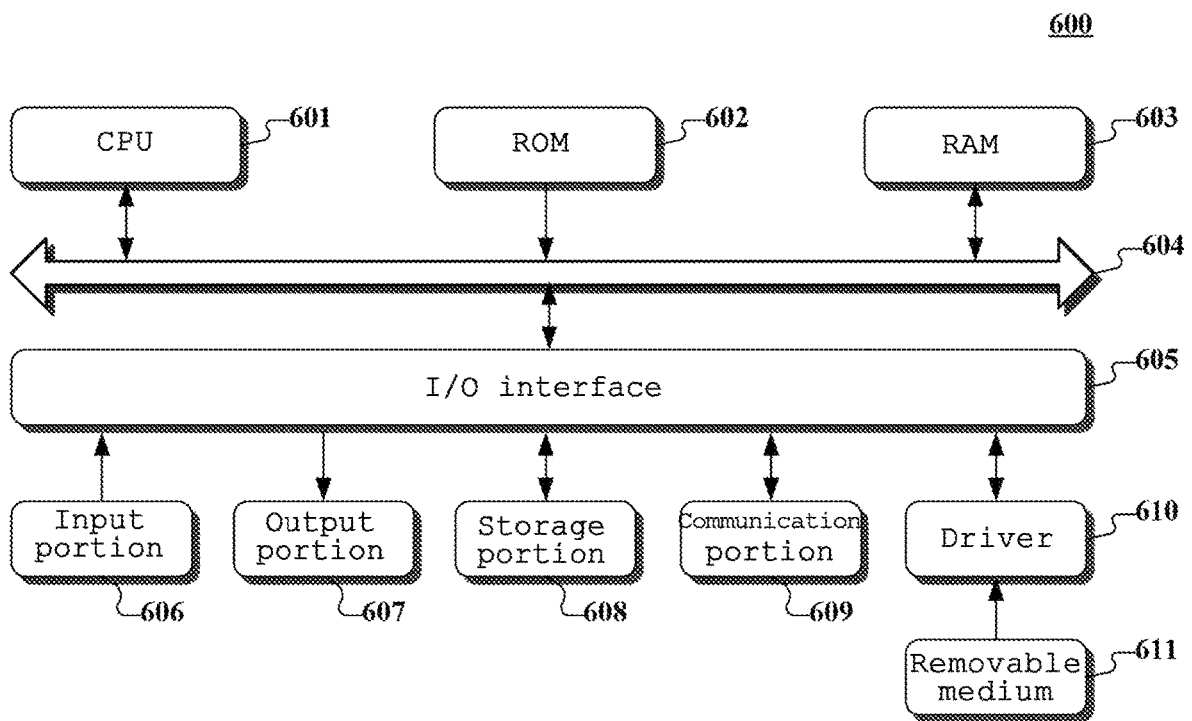 600
CPU
601
ROM
602
RAM
603
604
I/O interface
605
Input
portion
606
Output
portion
607
Storage
portion
608
Communication
portion
609
Driver
610
Removable
medium
611